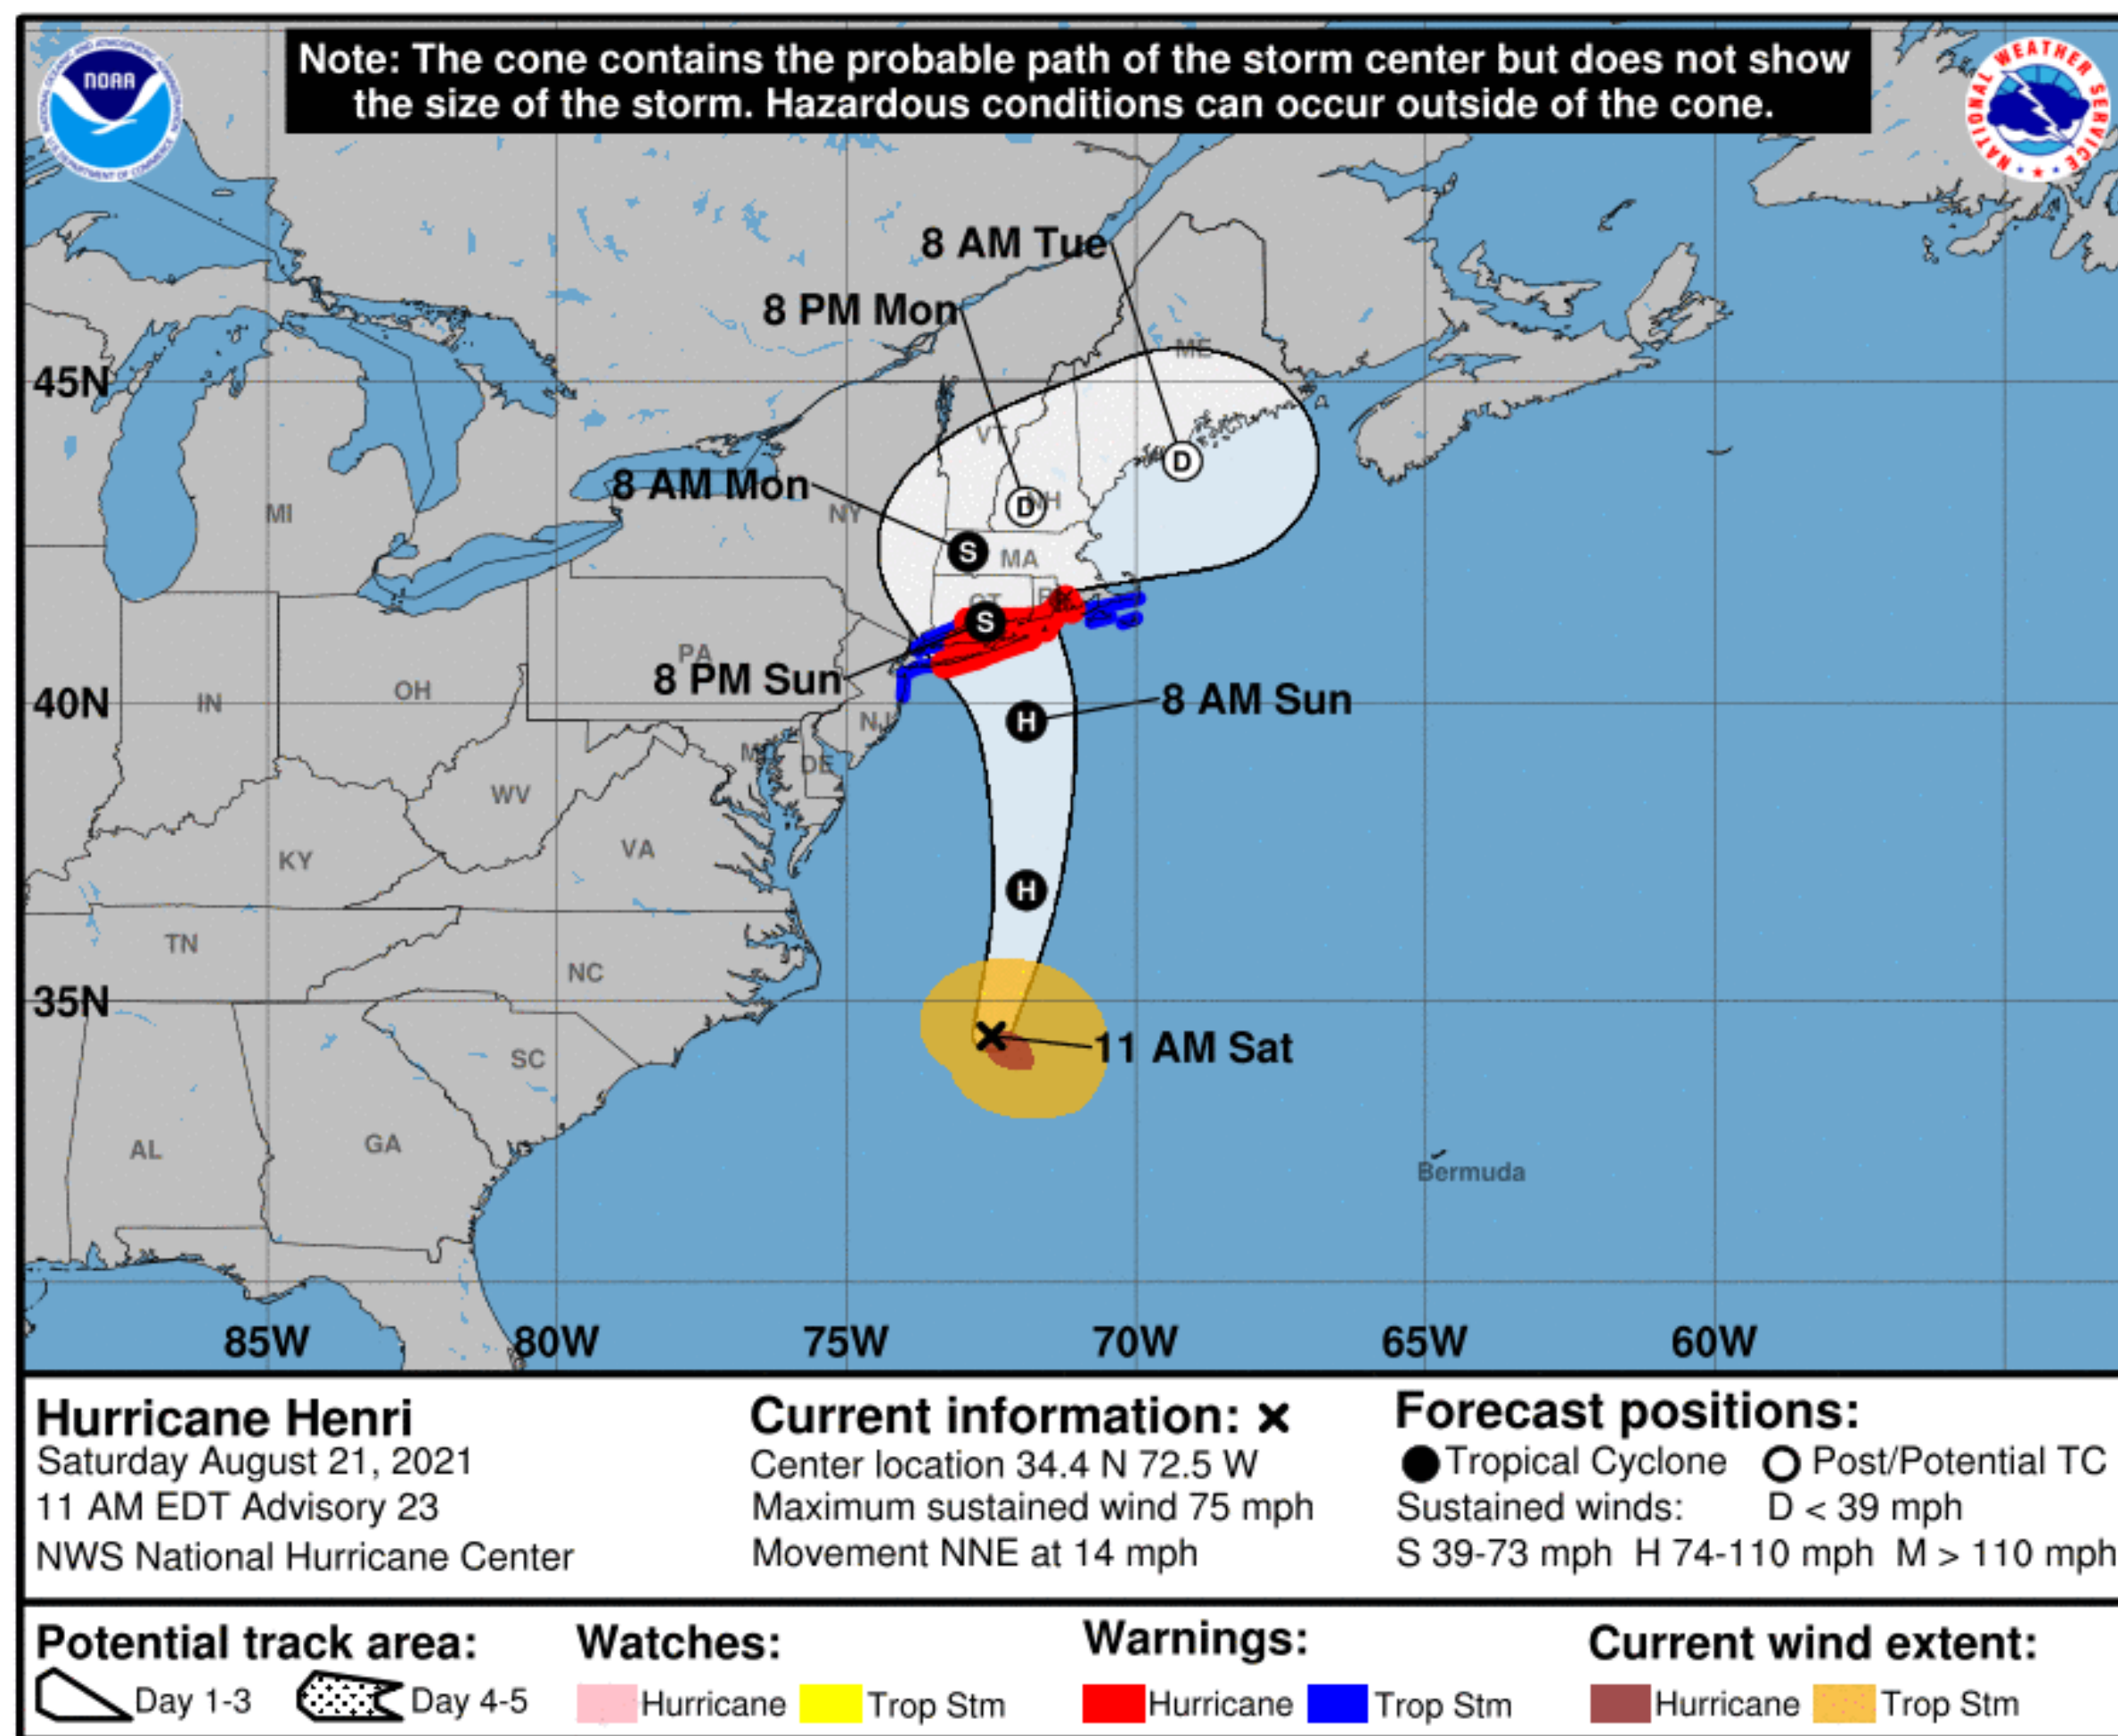 Note: The cone contains the probable path of the storm center but does not show
the size of the storm. Hazardous conditions can occur outside of the cone.
NOAA
NATIONAL WEATHER SERVICE
8 AM Tue
8 PM Mon
ME
45N
VT
8 AM Mon
D
MI
NY
D
NH
S
MA
CT
S
PA
8 PM Sun
8 AM Sun
IN
OH
40N
NJ
H
DE
WV
KY
VA
H
TN
NC
35N
11 AM Sat
SC
AL
GA
Bermuda
85W 80W 75W 70W 65W 60W
Hurricane Henri
Saturday August 21, 2021
11 AM EDT Advisory 23
NWS National Hurricane Center
Current information: ×
Center location 34.4 N 72.5 W
Maximum sustained wind 75 mph
Movement NNE at 14 mph
Forecast positions:
Tropical Cyclone Post/Potential TC
Sustained winds: D < 39 mph
S 39-73 mph H 74-110 mph M > 110 mph
Potential track area:
Day 1-3 Day 4-5
Watches:
Hurricane Trop Stm
Warnings:
Hurricane Trop Stm
Current wind extent:
Hurricane Trop Stm